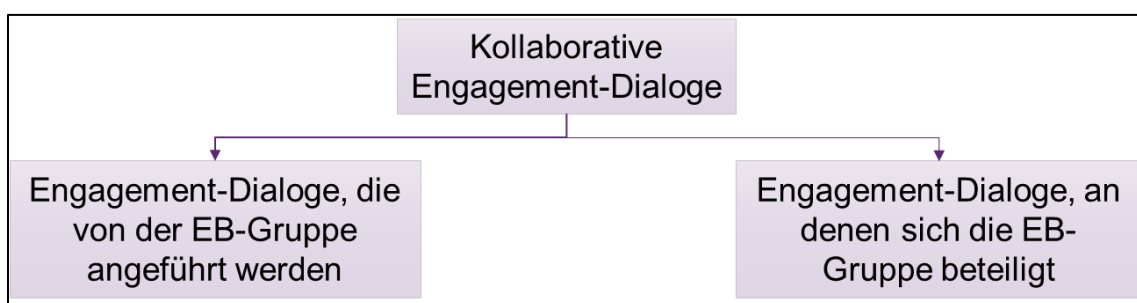 Kollaborative
Engagement-Dialoge
Engagement-Dialoge, die
von der EB-Gruppe
angeführt werden
Engagement-Dialoge, an
denen sich die EB-
Gruppe beteiligt